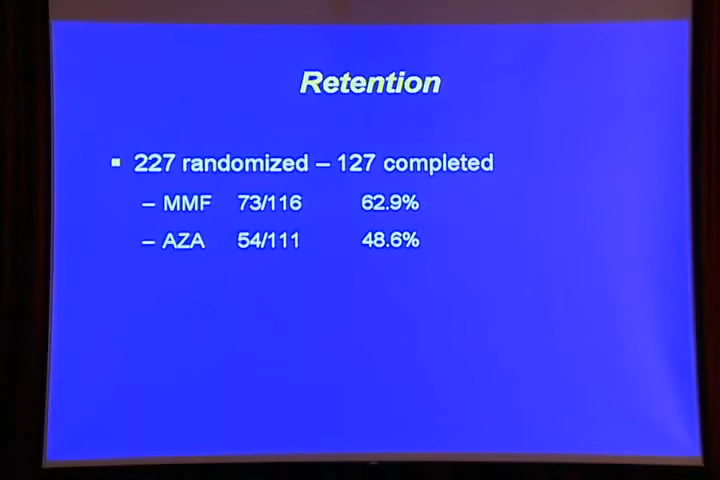 Retention
▪ 227 randomized – 127 completed
– MMF 73/116 62.9%
– AZA 54/111 48.6%